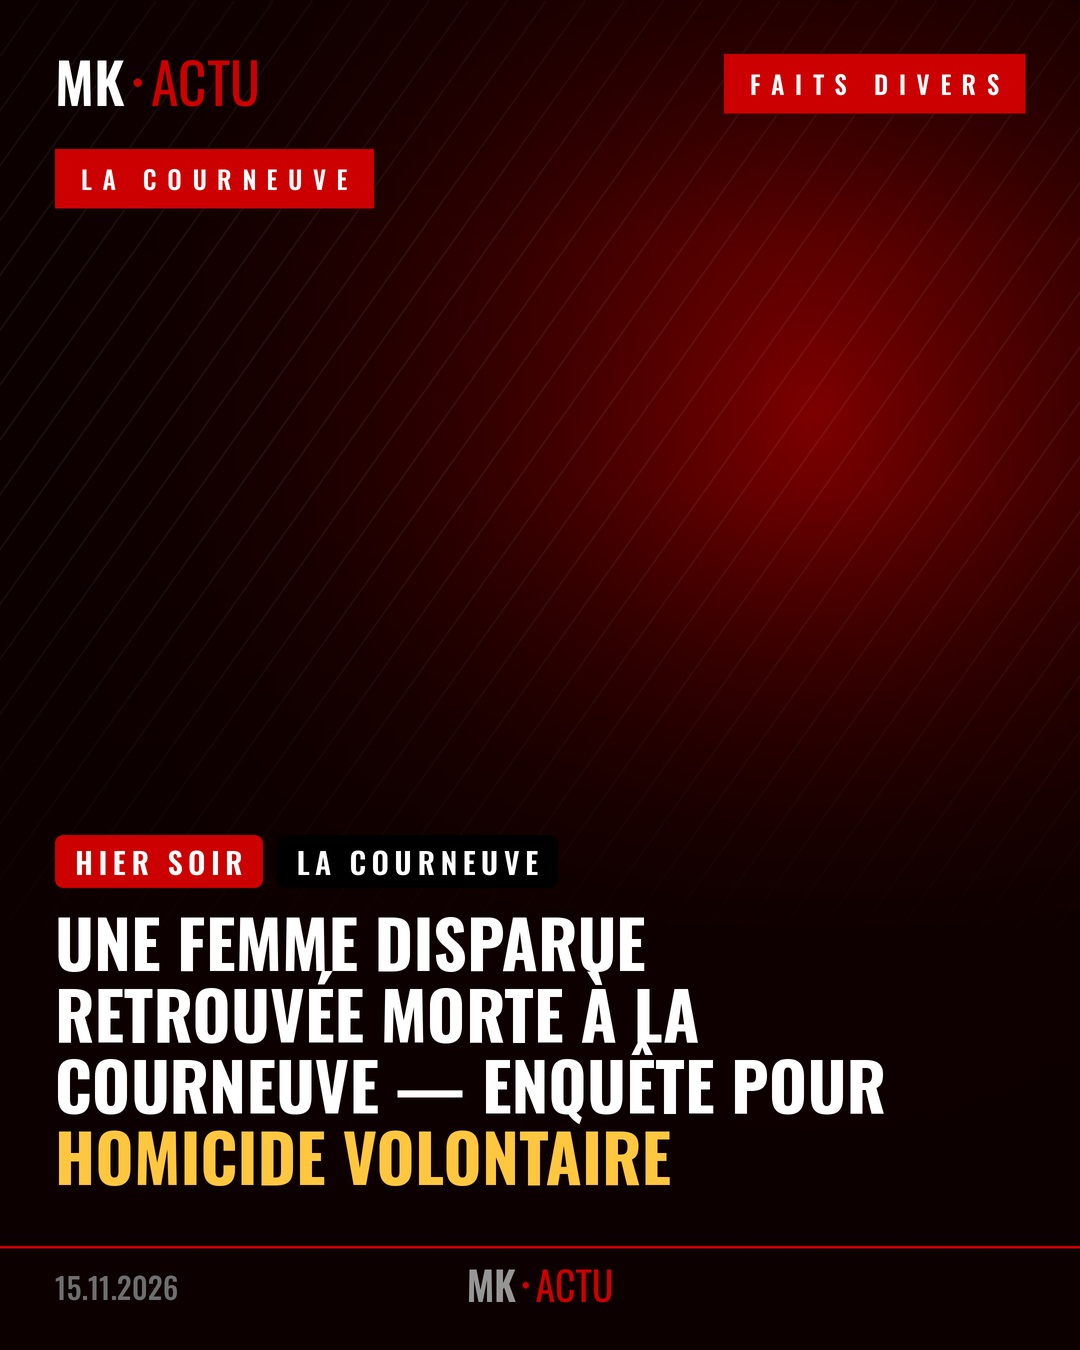 MK·ACTU
FAITS DIVERS
LA COURNEUVE
HIER SOIR
LA COURNEUVE
UNE FEMME DISPARUE
RETROUVÉE MORTE À LA
COURNEUVE — ENQUÊTE POUR
HOMICIDE VOLONTAIRE
15.11.2026
MK·ACTU